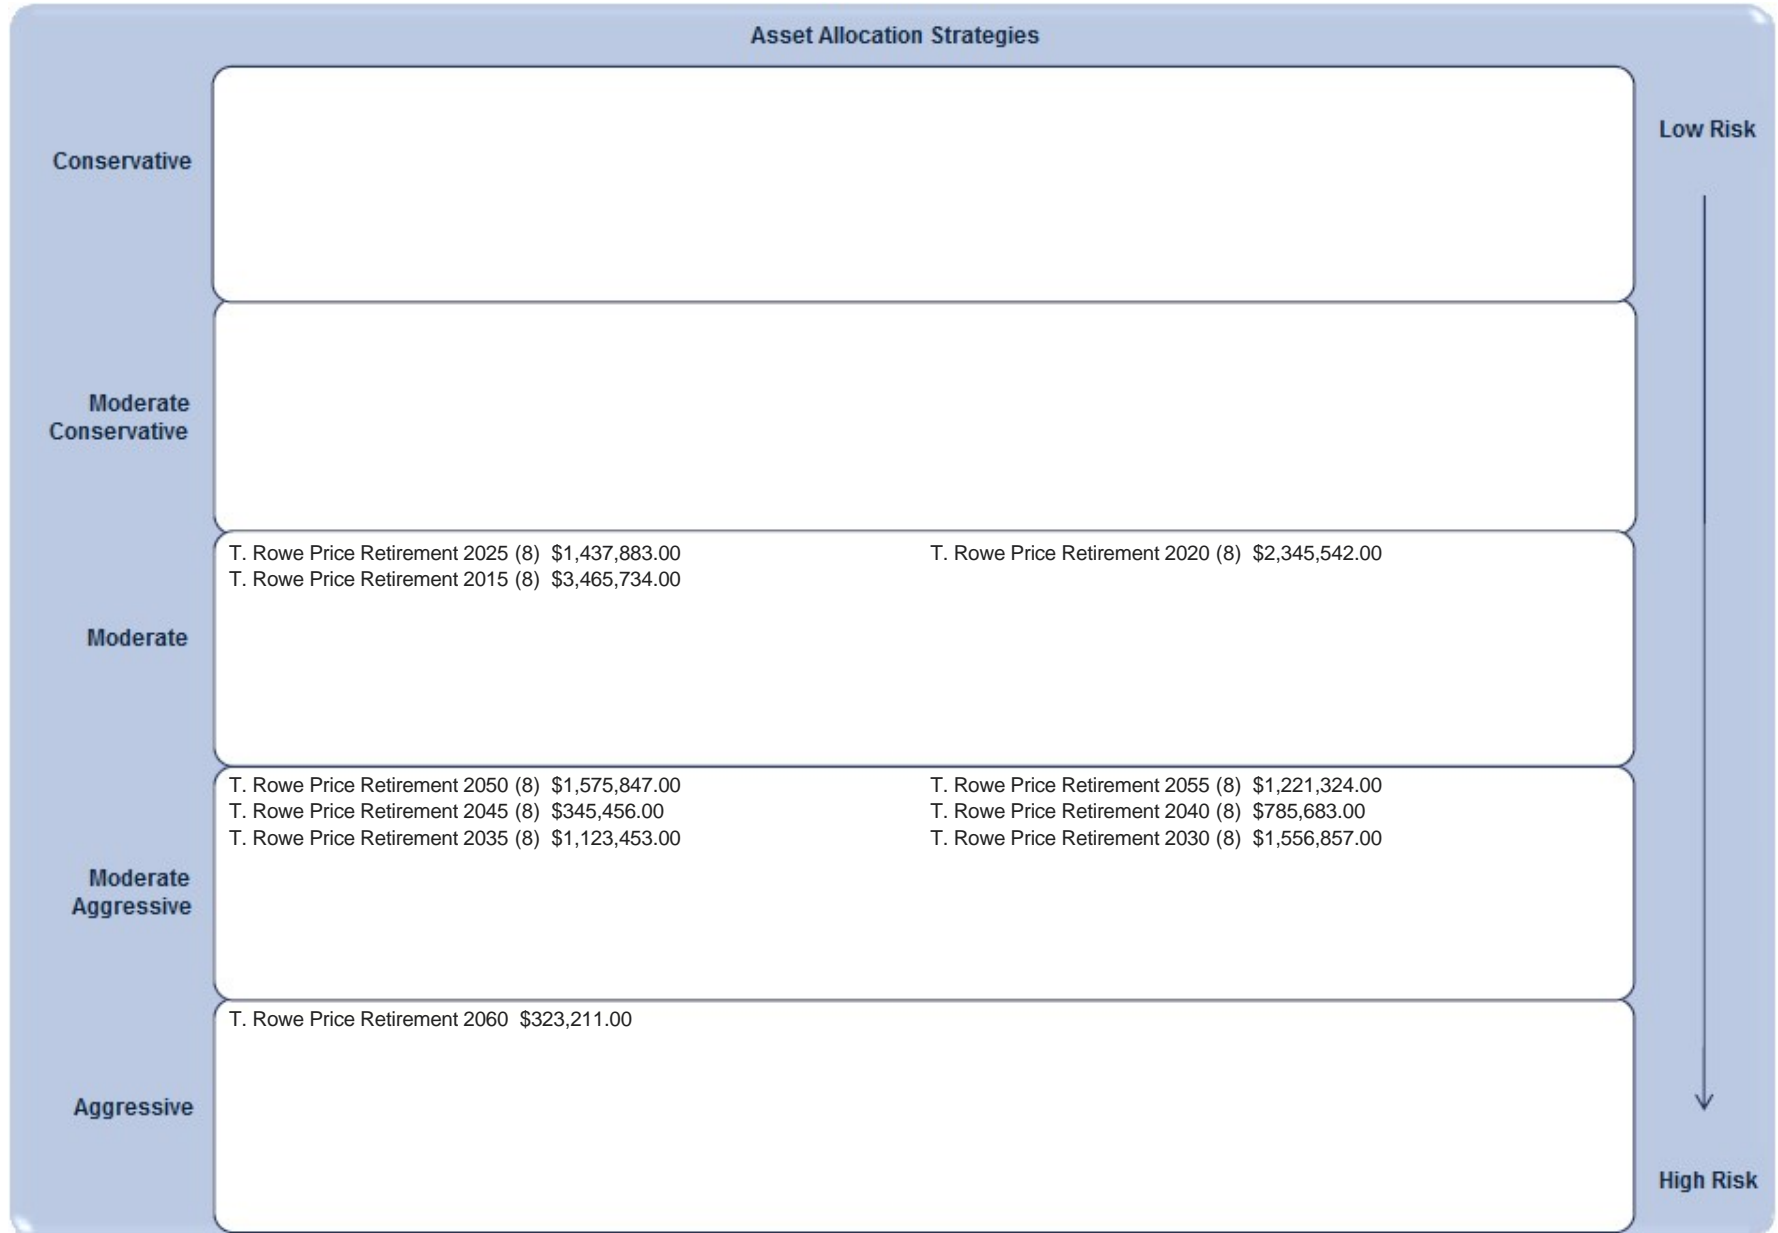 Asset Allocation Strategies
Low Risk
Conservative
Moderate
Conservative
T. Rowe Price Retirement 2025 (8) $1,437,883.00
T. Rowe Price Retirement 2020 (8) $2,345,542.00
T. Rowe Price Retirement 2015 (8) $3,465,734.00
Moderate
T. Rowe Price Retirement 2050 (8) $1,575,847.00
T. Rowe Price Retirement 2055 (8) $1,221,324.00
T. Rowe Price Retirement 2045 (8) $345,456.00
T. Rowe Price Retirement 2040 (8) $785,683.00
T. Rowe Price Retirement 2035 (8) $1,123,453.00
T. Rowe Price Retirement 2030 (8) $1,556,857.00
Moderate
Aggressive
T. Rowe Price Retirement 2060 $323,211.00
Aggressive
High Risk